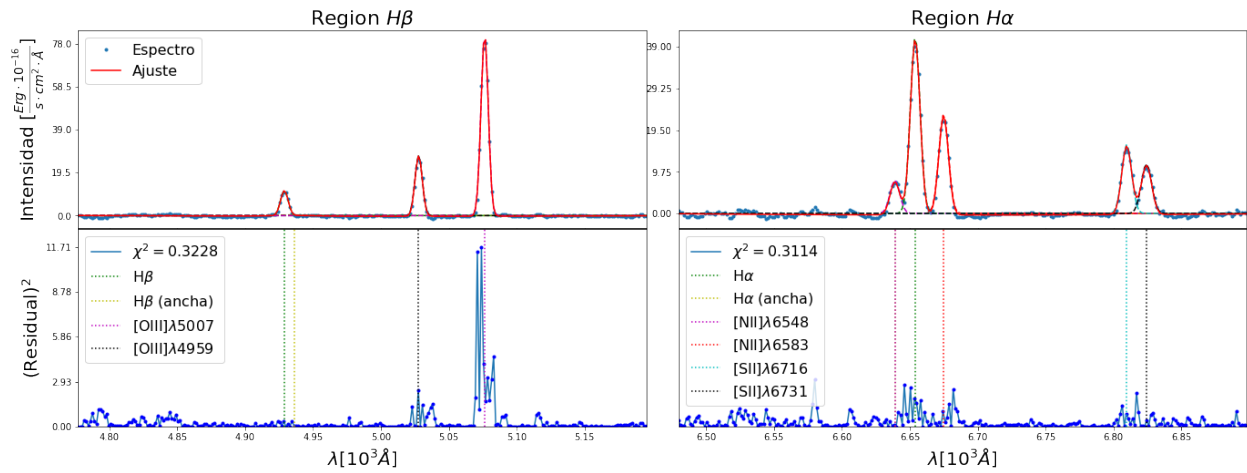 Region Hβ
Region Hα
Intensidad [Erg · 10⁻¹⁶ / s · cm² · Å]
78.0
58.5
39.0
19.5
0.0
Espectro
Ajuste
39.00
29.25
19.50
9.75
0.00
(Residual)²
11.71
8.78
5.86
2.93
0.00
χ² = 0.3228
Hβ
Hβ (ancha)
[OIII]λ5007
[OIII]λ4959
χ² = 0.3114
Hα
Hα (ancha)
[NII]λ6548
[NII]λ6583
[SII]λ6716
[SII]λ6731
4.80 4.85 4.90 4.95 5.00 5.05 5.10 5.15
6.50 6.55 6.60 6.65 6.70 6.75 6.80 6.85
λ[10³Å]
λ[10³Å]